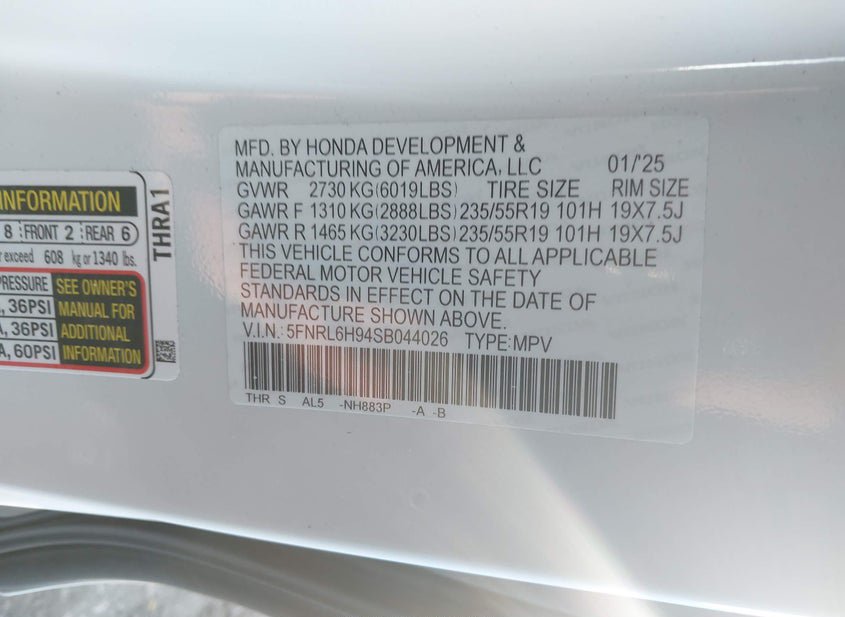 INFORMATION
8 FRONT 2 REAR 6
exceed 608 kg or 1340 lbs.
PRESSURE SEE OWNER'S
, 36PSI MANUAL FOR
A, 36PSI ADDITIONAL
A, 60PSI INFORMATION
THRA1
MFD. BY HONDA DEVELOPMENT &
MANUFACTURING OF AMERICA, LLC 01/'25
GVWR 2730 KG(6019LBS) TIRE SIZE RIM SIZE
GAWR F 1310 KG(2888LBS) 235/55R19 101H 19X7.5J
GAWR R 1465 KG(3230LBS) 235/55R19 101H 19X7.5J
THIS VEHICLE CONFORMS TO ALL APPLICABLE
FEDERAL MOTOR VEHICLE SAFETY
STANDARDS IN EFFECT ON THE DATE OF
MANUFACTURE SHOWN ABOVE.
V.I.N.: 5FNRL6H94SB044026 TYPE:MPV
THR S AL5 -NH883P -A -B